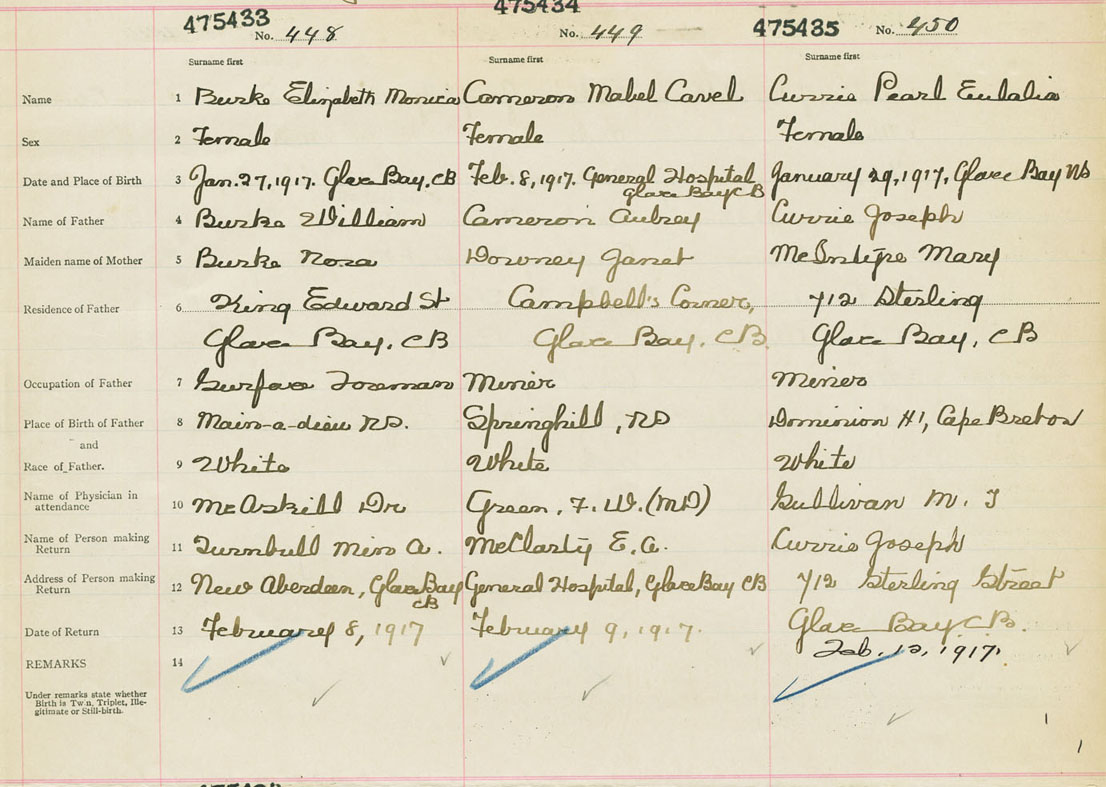 475433 No. 448 475434 No. 449 475435 No. 450
Surname first Surname first Surname first
Name 1 Burke Elizabeth Monica Cameron Mabel Cavel Currie Pearl Eulalia
Sex 2 Female Female Female
Date and Place of Birth 3 Jan. 27, 1917. Glace Bay, CB Feb. 8, 1917. General Hospital January 29, 1917, Glace Bay NS
Glace Bay CB
Name of Father 4 Burke William Cameron Aubrey Currie Joseph
Maiden name of Mother 5 Burke Nora Downey Janet McIntyre Mary
Residence of Father 6 King Edward St Campbell's Corner, 712 Sterling
Glace Bay, CB Glace Bay, CB Glace Bay, CB
Occupation of Father 7 Surface Foreman Miner Miner
Place of Birth of Father 8 Main-a-dieu NS. Springhill, NS Dominion #1, Cape Breton
and
Race of Father. 9 White White White
Name of Physician in
attendance 10 McAskill Dr Green, F. W. (MD) Sullivan M. T
Name of Person making
Return 11 Turnbull Miss A. McClarty E. A. Currie Joseph
Address of Person making
Return 12 New Aberdeen, Glace Bay General Hospital, Glace Bay CB 712 Sterling Street
CB
Date of Return 13 February 8, 1917 February 9, 1917. Glace Bay CB.
Feb. 12, 1917.
REMARKS 14
Under remarks state whether
Birth is Twin, Triplet, Ille-
gitimate or Still-birth.